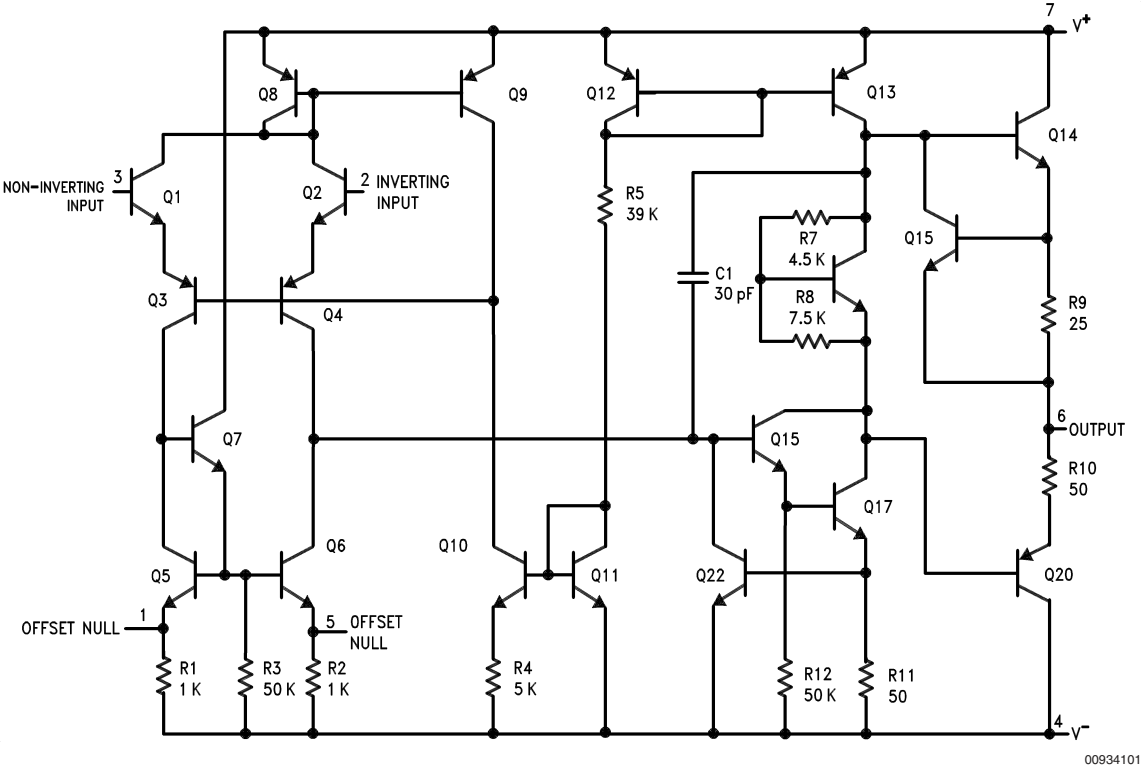 7
V+
Q8
Q9
Q12
Q13
Q14
3
NON-INVERTING
INPUT
Q1
Q2
2 INVERTING
INPUT
R5
39 K
Q15
R7
4.5 K
C1
30 pF
R8
7.5 K
Q3
Q4
R9
25
Q7
Q15
6
OUTPUT
R10
50
Q17
Q5
Q6
Q10
Q11
Q22
Q20
1
OFFSET NULL
5 OFFSET
NULL
R1
1 K
R3
50 K
R2
1 K
R4
5 K
R12
50 K
R11
50
4
V-
00934101